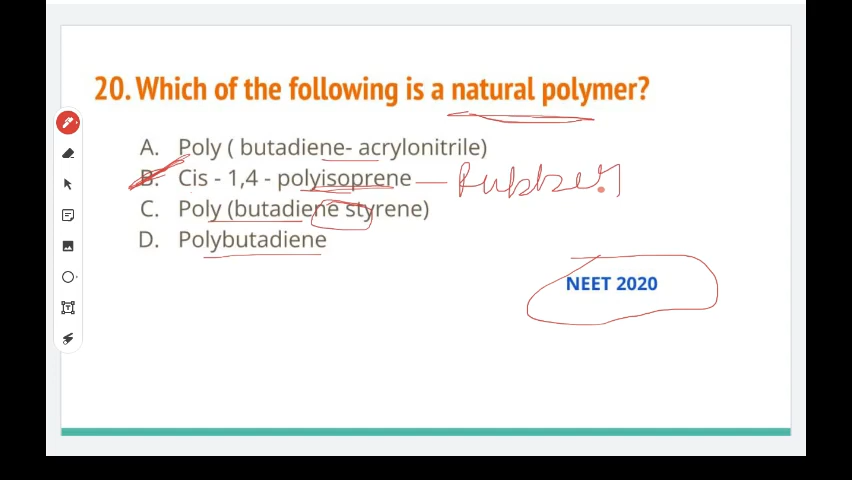 20. Which of the following is a natural polymer?
A. Poly ( butadiene- acrylonitrile)
B. Cis - 1,4 - polyisoprene — Rubber
C. Poly (butadiene styrene)
D. Polybutadiene
NEET 2020